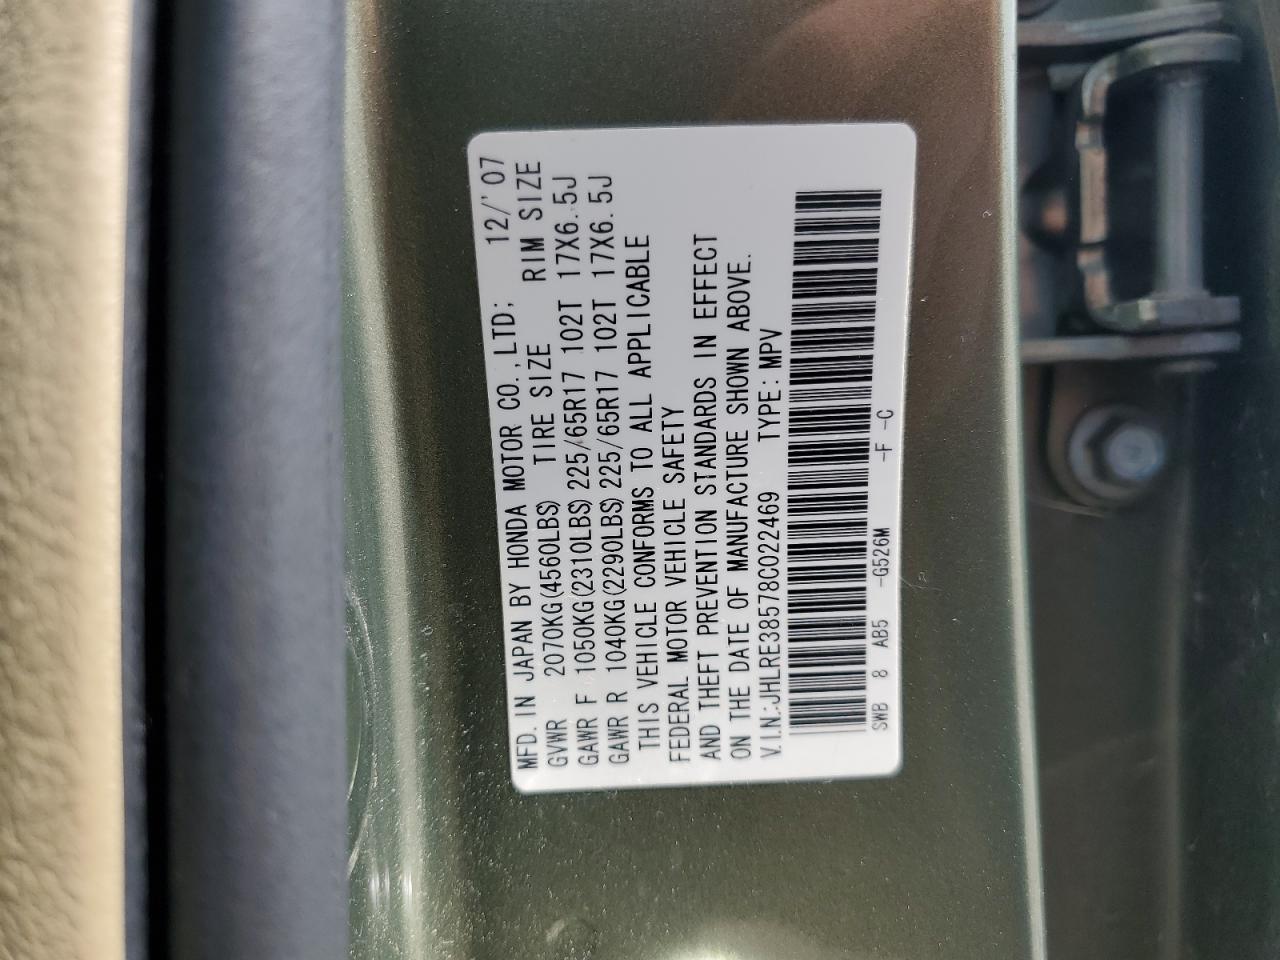 MFD. IN JAPAN BY HONDA MOTOR CO., LTD; 12/'07
GVWR 2070KG(4560LBS) TIRE SIZE RIM SIZE
GAWR F 1050KG(2310LBS) 225/65R17 102T 17X6.5J
GAWR R 1040KG(2290LBS) 225/65R17 102T 17X6.5J
THIS VEHICLE CONFORMS TO ALL APPLICABLE
FEDERAL MOTOR VEHICLE SAFETY
AND THEFT PREVENTION STANDARDS IN EFFECT
ON THE DATE OF MANUFACTURE SHOWN ABOVE.
V.I.N.:JHLRE38578C022469 TYPE: MPV
SWB 8 AB5 -G526M -F -C